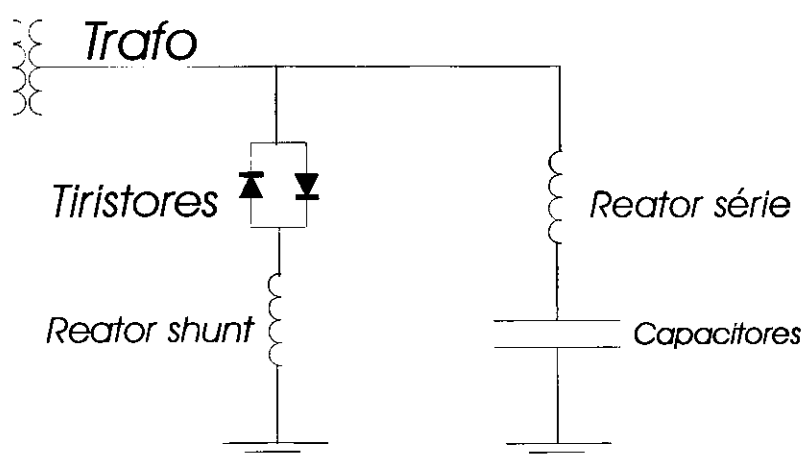 Trafo
Tiristores
Reator série
Reator shunt
Capacitores